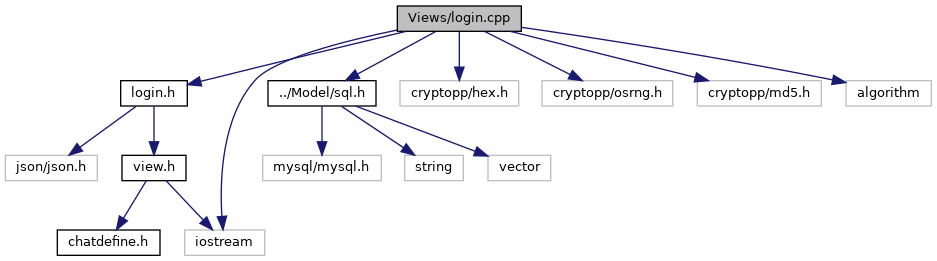 Views/login.cpp
login.h
../Model/sql.h
cryptopp/hex.h
cryptopp/osrng.h
cryptopp/md5.h
algorithm
json/json.h
view.h
mysql/mysql.h
string
vector
chatdefine.h
iostream